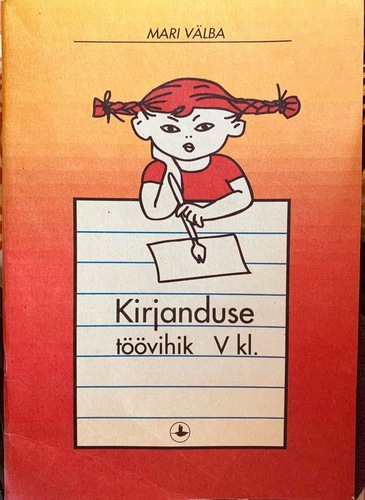 MARI VÄLBA
Kirjanduse
töövihik V kl.